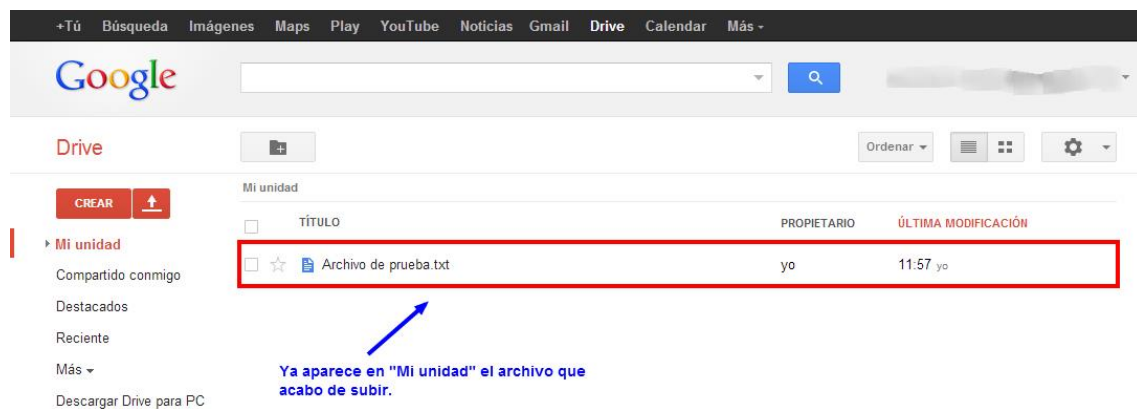 +Tú Búsqueda Imágenes Maps Play YouTube Noticias Gmail Drive Calendar Más
Google
Drive
Ordenar
CREAR
Mi unidad
TÍTULO PROPIETARIO ÚLTIMA MODIFICACIÓN
Mi unidad
Archivo de prueba.txt yo 11:57 yo
Compartido conmigo
Destacados
Reciente
Más
Ya aparece en "Mi unidad" el archivo que
acabo de subir.
Descargar Drive para PC